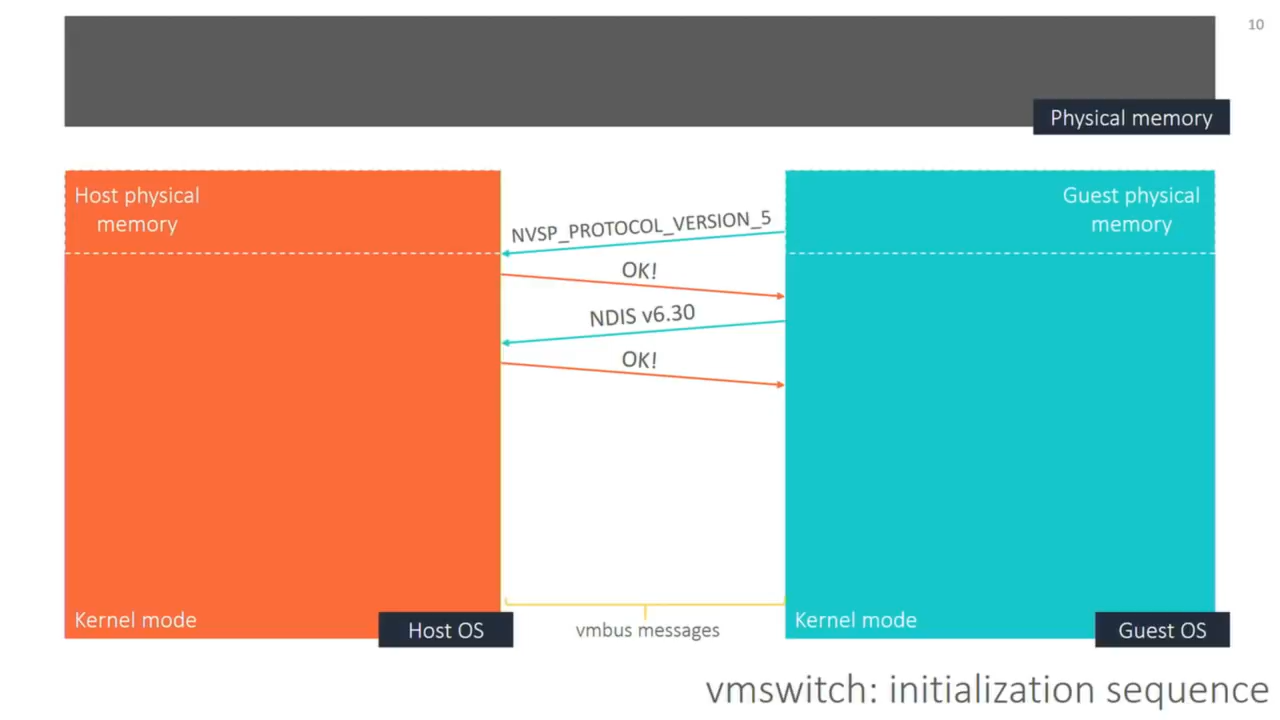 10
Physical memory
Host physical
memory
Guest physical
memory
NVSP_PROTOCOL_VERSION_5
OK!
NDIS v6.30
OK!
Kernel mode
Host OS
vmbus messages
Kernel mode
Guest OS
vmswitch: initialization sequence